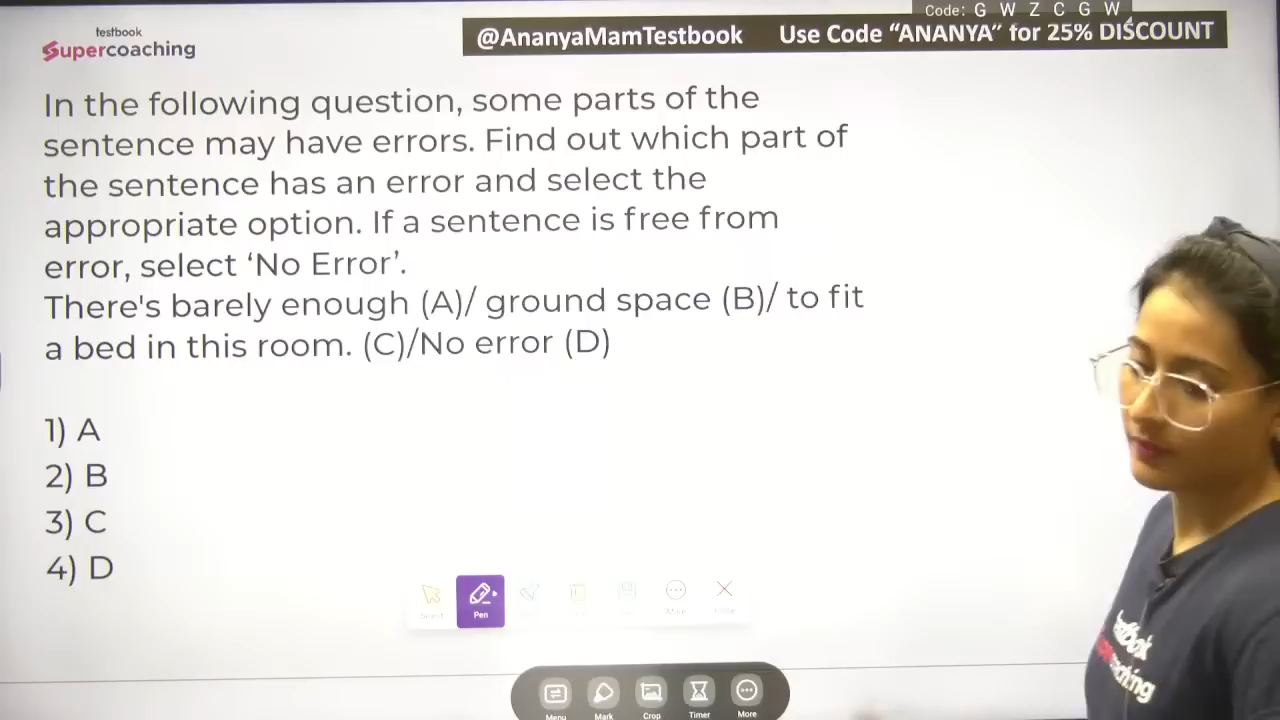 Code: G W Z C G W
testbook
Supercoaching
@AnanyaMamTestbook Use Code “ANANYA” for 25% DISCOUNT
In the following question, some parts of the
sentence may have errors. Find out which part of
the sentence has an error and select the
appropriate option. If a sentence is free from
error, select ‘No Error’.
There's barely enough (A)/ ground space (B)/ to fit
a bed in this room. (C)/No error (D)
1) A
2) B
3) C
4) D
Select Pen More
testbook
Menu Mark Crop Timer More